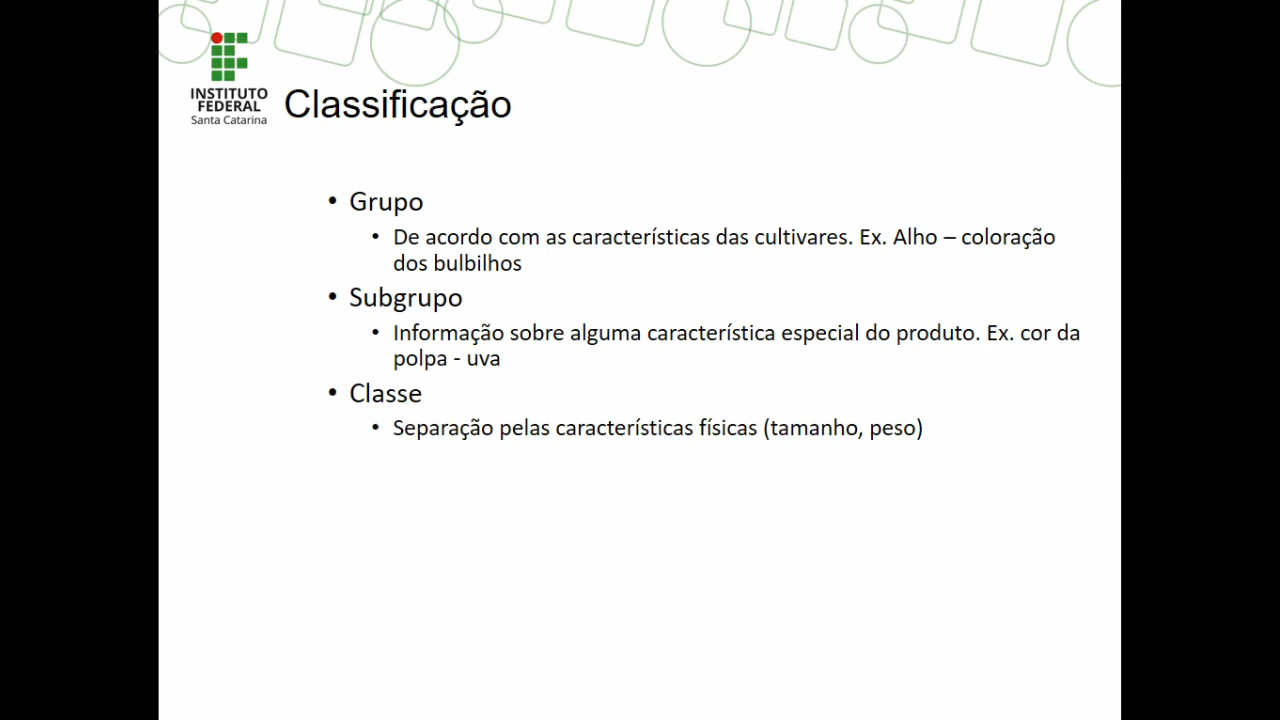 INSTITUTO
FEDERAL
Santa Catarina
Classificação
• Grupo
• De acordo com as características das cultivares. Ex. Alho – coloração
dos bulbilhos
• Subgrupo
• Informação sobre alguma característica especial do produto. Ex. cor da
polpa - uva
• Classe
• Separação pelas características físicas (tamanho, peso)